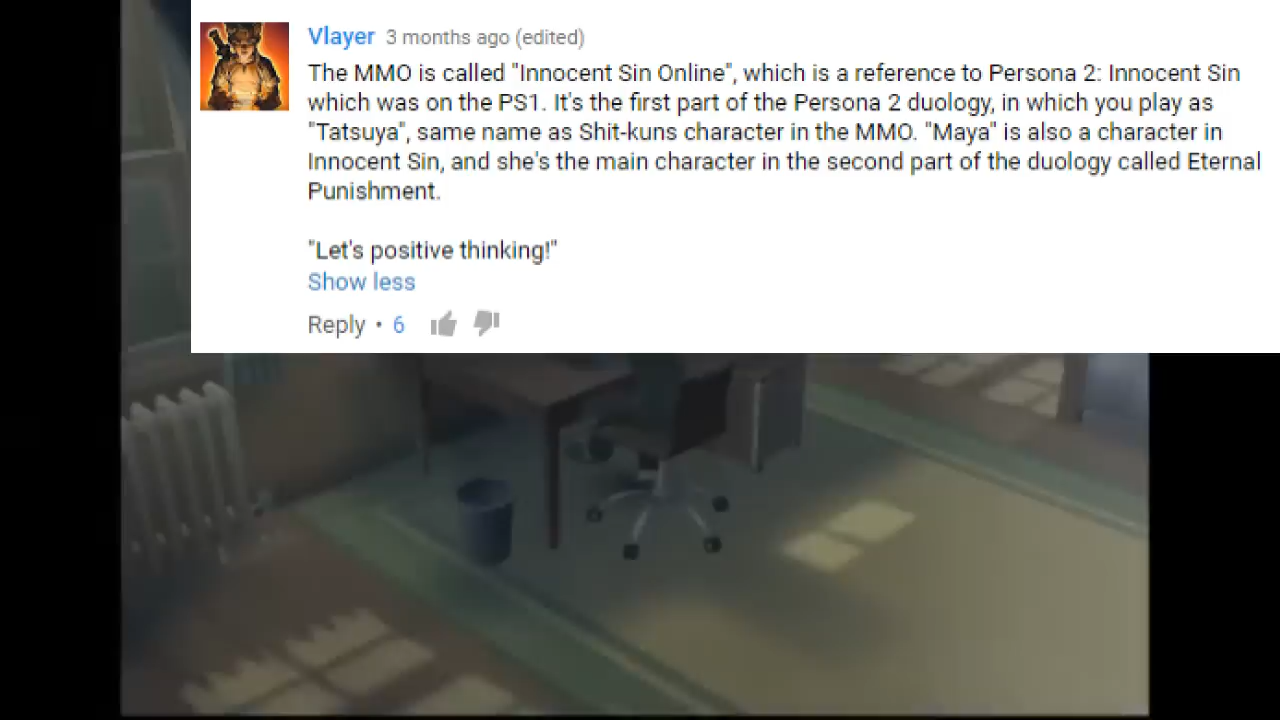 Vlayer 3 months ago (edited)
The MMO is called "Innocent Sin Online", which is a reference to Persona 2: Innocent Sin
which was on the PS1. It's the first part of the Persona 2 duology, in which you play as
"Tatsuya", same name as Shit-kuns character in the MMO. "Maya" is also a character in
Innocent Sin, and she's the main character in the second part of the duology called Eternal
Punishment.
"Let's positive thinking!"
Show less
Reply • 6